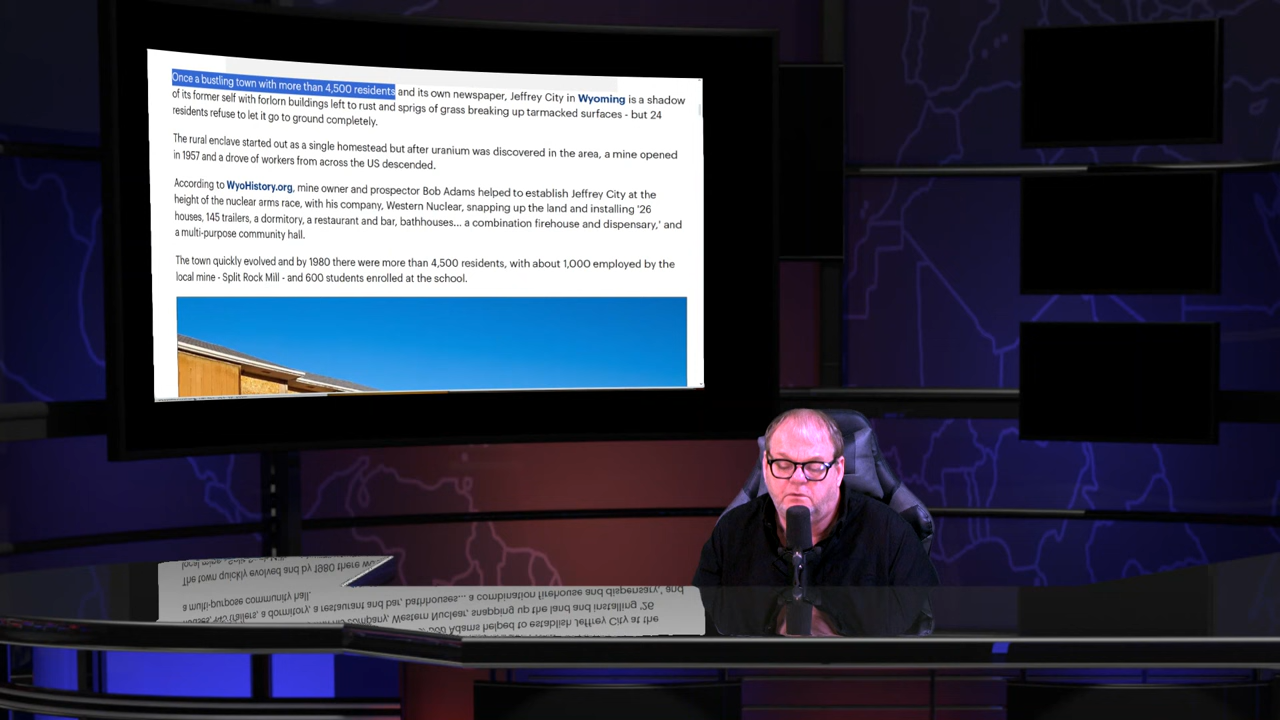 Once a bustling town with more than 4,500 residents and its own newspaper, Jeffrey City in Wyoming is a shadow
of its former self with forlorn buildings left to rust and sprigs of grass breaking up tarmacked surfaces - but 24
residents refuse to let it go to ground completely.
The rural enclave started out as a single homestead but after uranium was discovered in the area, a mine opened
in 1957 and a drove of workers from across the US descended.
According to WyoHistory.org, mine owner and prospector Bob Adams helped to establish Jeffrey City at the
height of the nuclear arms race, with his company, Western Nuclear, snapping up the land and installing '26
houses, 145 trailers, a dormitory, a restaurant and bar, bathhouses... a combination firehouse and dispensary,' and
a multi-purpose community hall.
The town quickly evolved and by 1980 there were more than 4,500 residents, with about 1,000 employed by the
local mine - Split Rock Mill - and 600 students enrolled at the school.